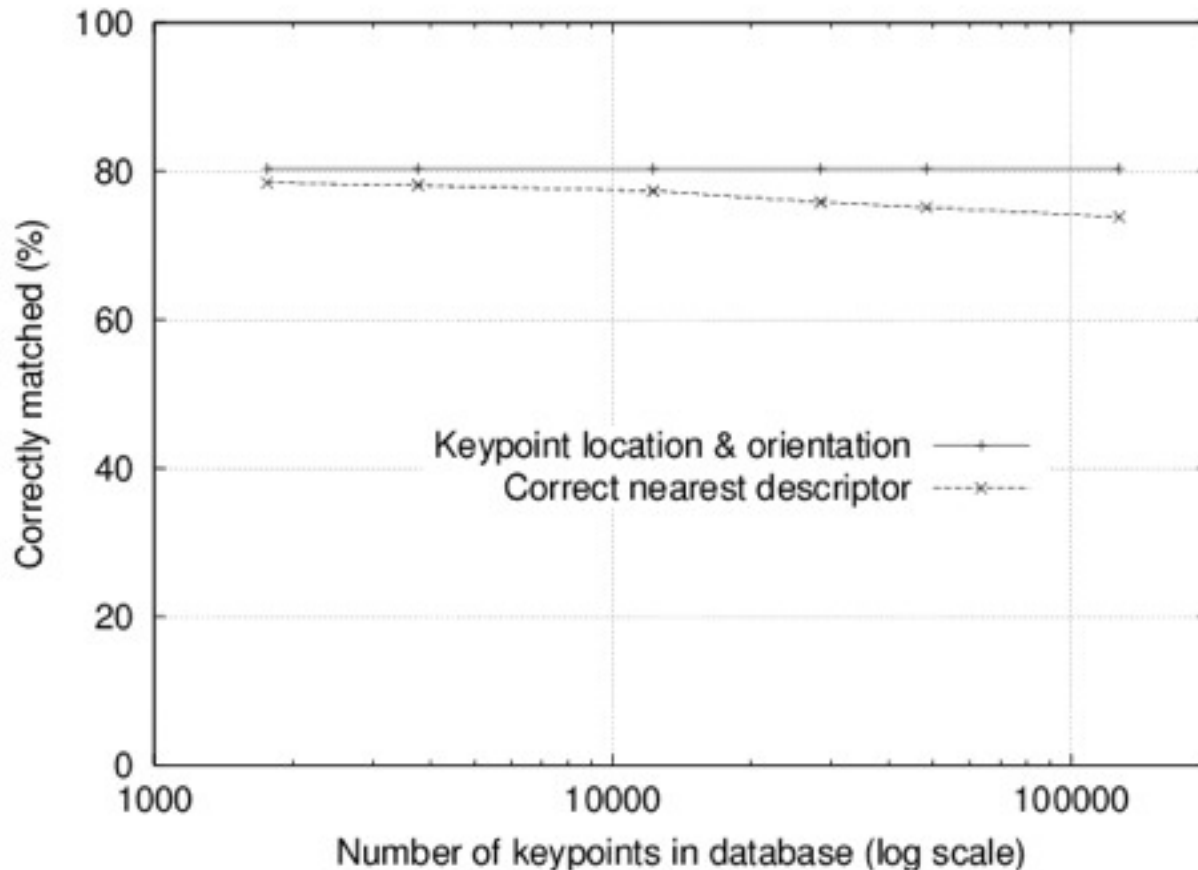 100
80
60
40
20
0
Correctly matched (%)
Keypoint location & orientation
Correct nearest descriptor
1000
10000
100000
Number of keypoints in database (log scale)